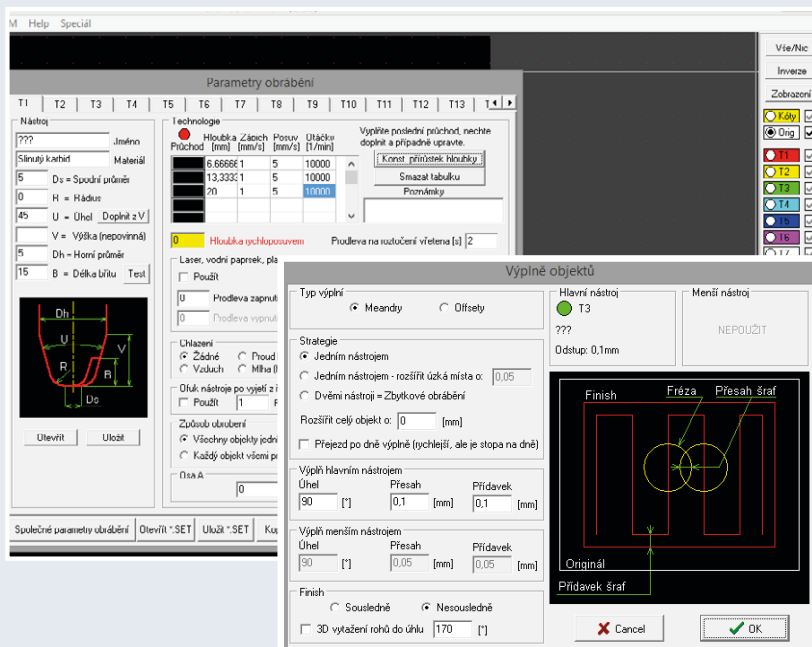 M Help Speciál
Vše/Nic
Inverze
Zobrazení
Kóty
Orig
T1
T2
T3
T4
T5
T6
Parametry obrábění
T1 T2 T3 T4 T5 T6 T7 T8 T9 T10 T11 T12 T13
Nástroj
??? Jméno
Slinutý karbid Materiál
5 Ds = Spodní průměr
0 R = Rádius
45 U = Úhel Doplnit z V
V = Výška (nepovinná)
5 Dh = Horní průměr
15 B = Délka břitu Test
Dh
U
V
R
B
Ds
Otevřít Uložit
Technologie
Průchod Hloubka [mm] Zápich [mm/s] Posuv [mm/s] Otáčky [1/min]
6.66666 1 5 10000
13,3333 1 5 10000
20 1 5 10000
Vyplňte poslední průchod, nechte
doplnit a případně upravte.
Konst. přírůstek hloubky
Smazat tabulku
Poznámky
0 Hloubka rychloposuvem Prodleva na roztočení vřetena [s] 2
Laser, vodní paprsek, pla
Použít
0 Prodleva zapnutí
0 Prodleva vypnut
Chlazení
Žádné Proud
Vzduch Mlha
Ofuk nástroje po vyjetí z
Použít 1
Způsob obrábění
Všechny objekty jední
Každý objekt všemi
Osa A
0
Společné parametry obrábění Otevřít *.SET Uložit *.SET
Výplně objektů
Typ výplní
Meandry Offsety
Strategie
Jedním nástrojem
Jedním nástrojem - rozšířit úzká místa o: 0,05
Dvěmi nástroji = Zbytkové obrábění
Rozšířit celý objekt o: 0 [mm]
Přejezd po dně výplně (rychlejší, ale je stopa na dně)
Výplň hlavním nástrojem
Úhel Přesah Přídavek
90 [°] 0,1 [mm] 0,1 [mm]
Výplň menším nástrojem
Úhel Přesah Přídavek
90 [°] 0,05 [mm] 0,05 [mm]
Finish
Sousledně Nesousledně
3D vytažení rohů do úhlu 170 [°]
Hlavní nástroj
T3
???
Odstup: 0,1mm
Menší nástroj
NEPOUŽIT
Finish Fréza Přesah šraf
Originál
Přídavek šraf
Cancel OK